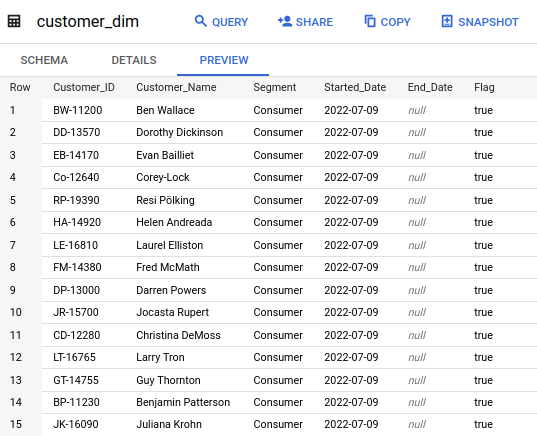 customer_dim QUERY SHARE COPY SNAPSHOT
SCHEMA DETAILS PREVIEW
Row Customer_ID Customer_Name Segment Started_Date End_Date Flag
1 BW-11200 Ben Wallace Consumer 2022-07-09 null true
2 DD-13570 Dorothy Dickinson Consumer 2022-07-09 null true
3 EB-14170 Evan Bailliet Consumer 2022-07-09 null true
4 Co-12640 Corey-Lock Consumer 2022-07-09 null true
5 RP-19390 Resi Pölking Consumer 2022-07-09 null true
6 HA-14920 Helen Andreada Consumer 2022-07-09 null true
7 LE-16810 Laurel Elliston Consumer 2022-07-09 null true
8 FM-14380 Fred McMath Consumer 2022-07-09 null true
9 DP-13000 Darren Powers Consumer 2022-07-09 null true
10 JR-15700 Jocasta Rupert Consumer 2022-07-09 null true
11 CD-12280 Christina DeMoss Consumer 2022-07-09 null true
12 LT-16765 Larry Tron Consumer 2022-07-09 null true
13 GT-14755 Guy Thornton Consumer 2022-07-09 null true
14 BP-11230 Benjamin Patterson Consumer 2022-07-09 null true
15 JK-16090 Juliana Krohn Consumer 2022-07-09 null true